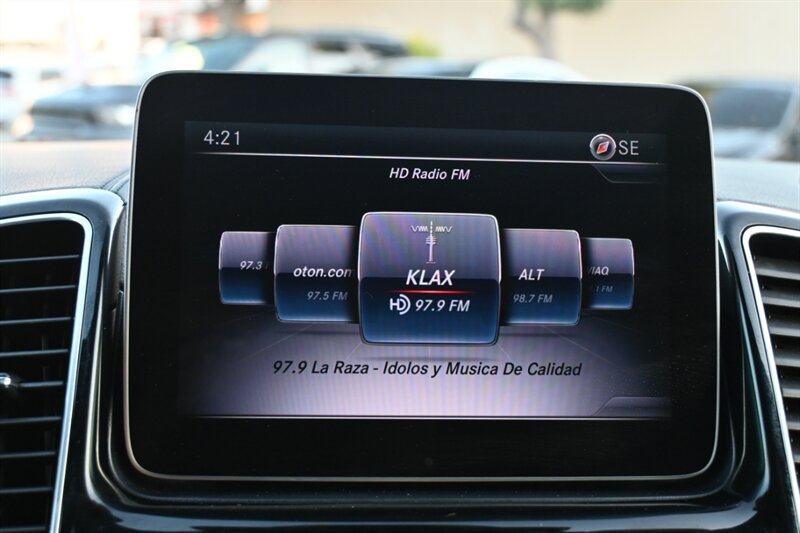 4:21
SE
HD Radio FM
97.3
oton.con
97.5 FM
KLAX
HD 97.9 FM
ALT
98.7 FM
97.9 La Raza - Idolos y Musica De Calidad